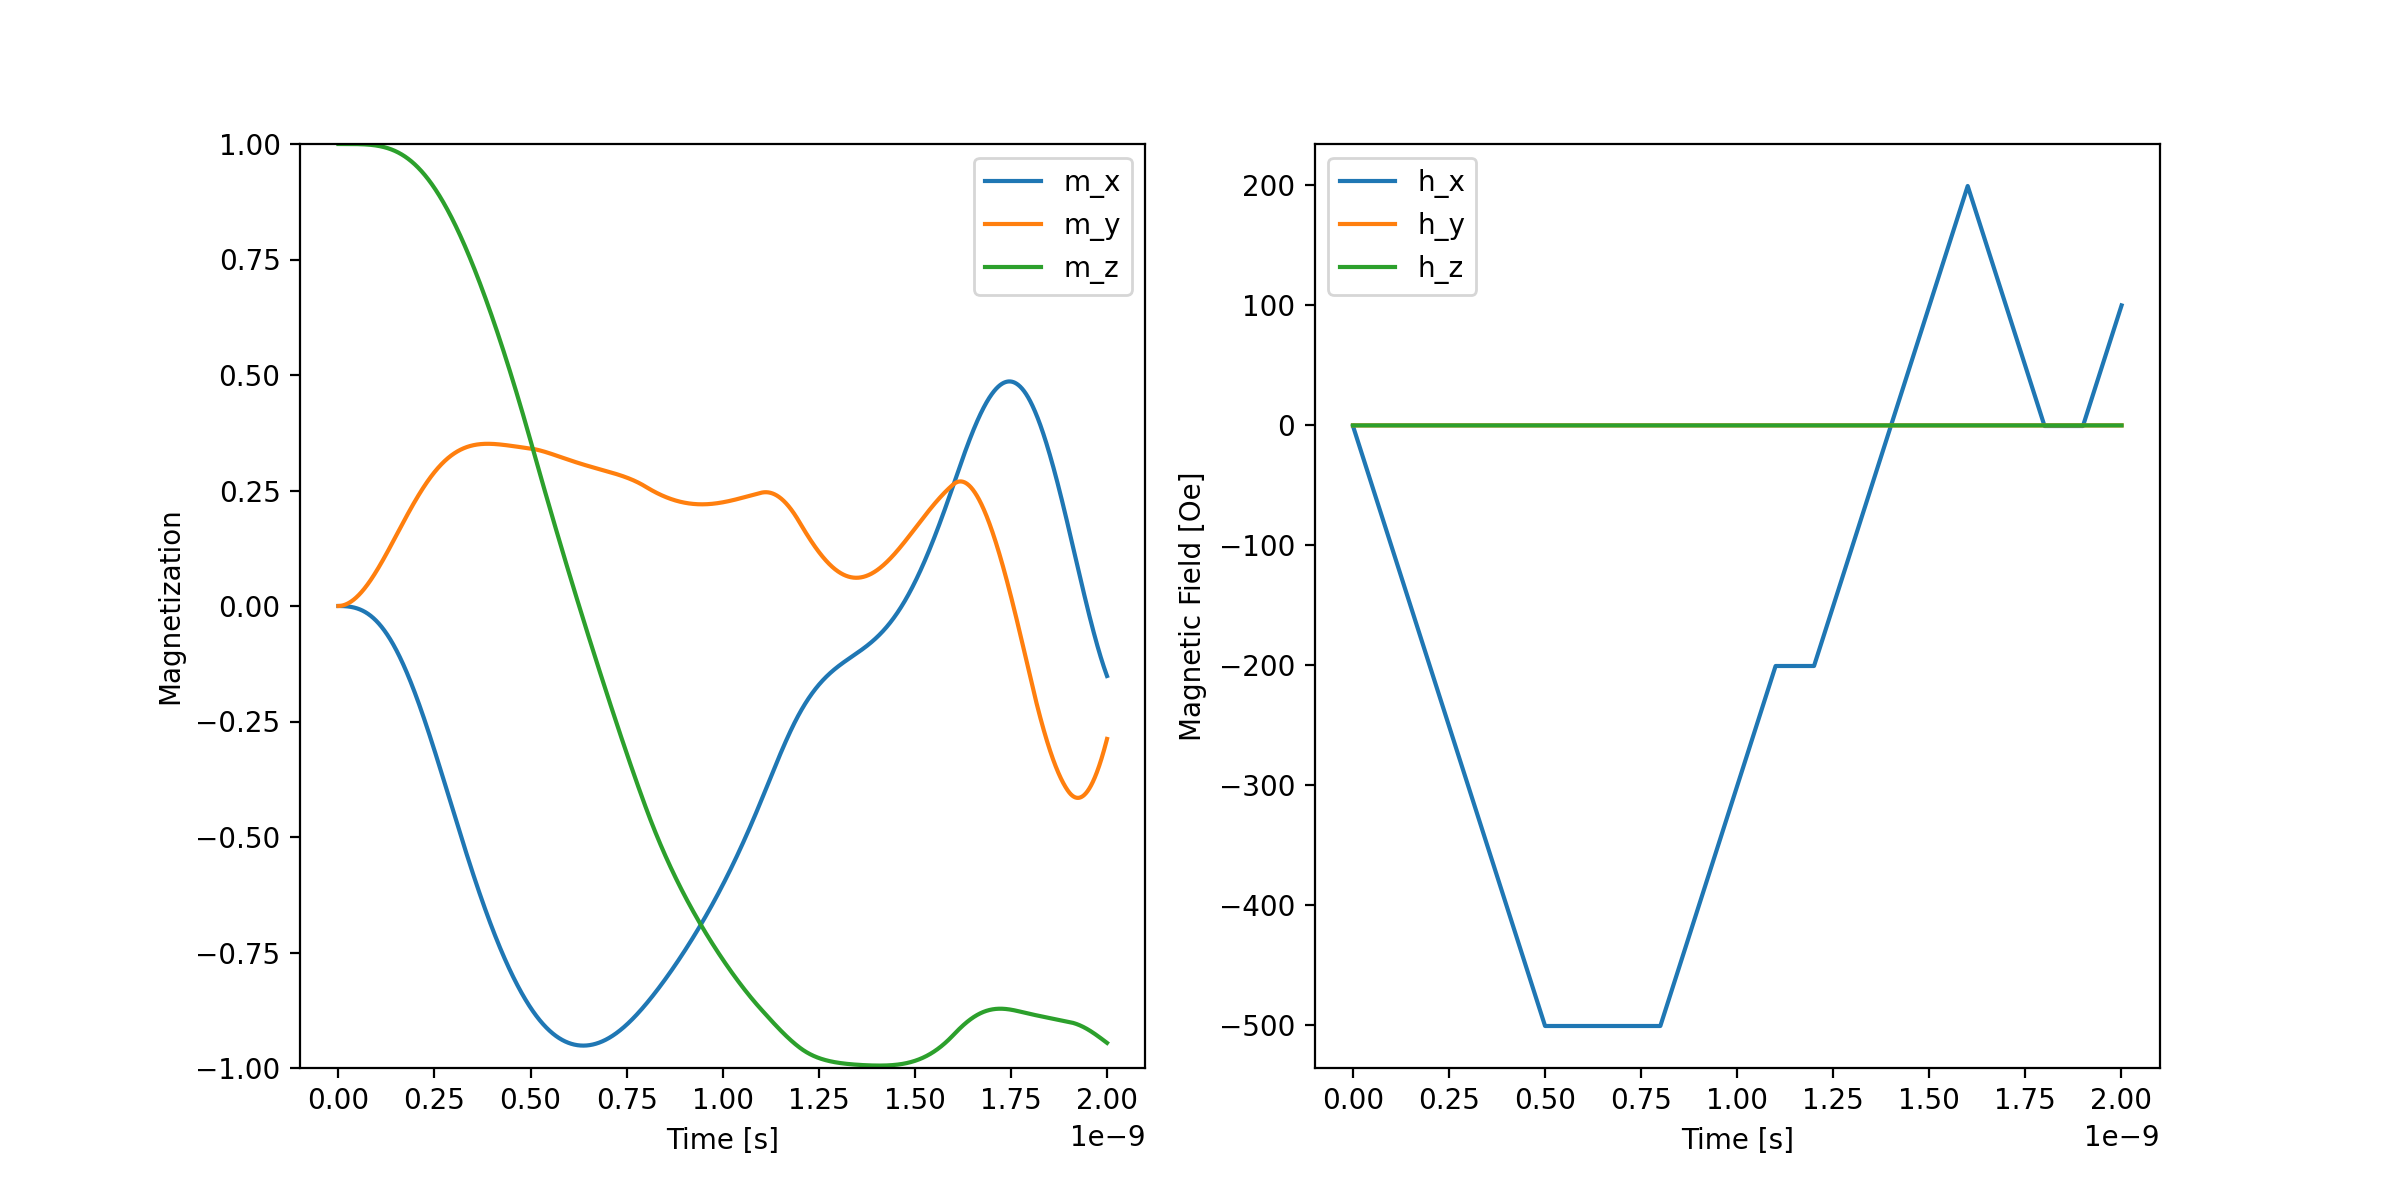 1.00
0.75
0.50
0.25
0.00
−0.25
−0.50
−0.75
−1.00
Magnetization
m_x
m_y
m_z
0.00 0.25 0.50 0.75 1.00 1.25 1.50 1.75 2.00
Time [s]
1e−9
200
100
0
−100
−200
−300
−400
−500
Magnetic Field [Oe]
h_x
h_y
h_z
0.00 0.25 0.50 0.75 1.00 1.25 1.50 1.75 2.00
Time [s]
1e−9